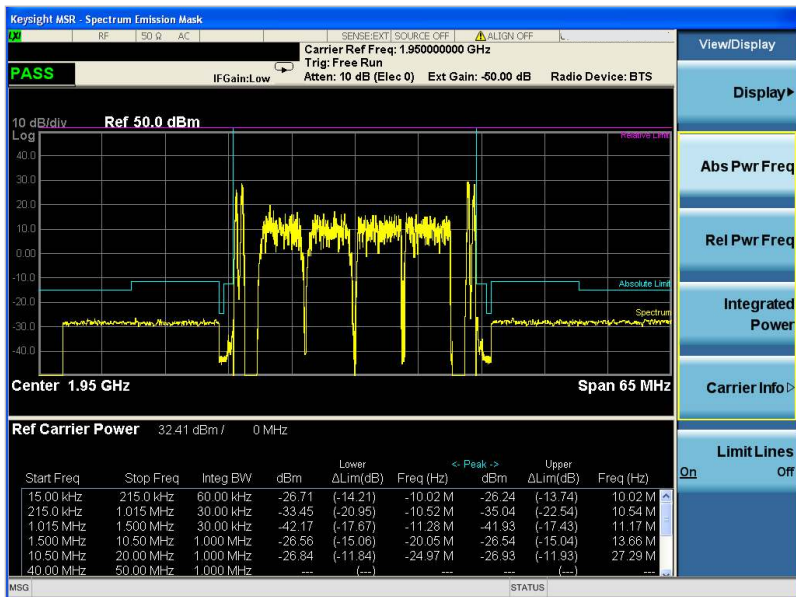 Keysight MSR - Spectrum Emission Mask
LXI
RF
50 Ω
AC
SENSE:EXT
SOURCE OFF
ALIGN OFF
View/Display
Carrier Ref Freq: 1.950000000 GHz
PASS
Trig: Free Run
IFGain:Low
Atten: 10 dB (Elec 0)
Ext Gain: -50.00 dB
Radio Device: BTS
Display
10 dB/div
Ref 50.0 dBm
Log
Relative Limit
40.0
30.0
20.0
10.0
0.00
-10.0
-20.0
-30.0
-40.0
Absolute Limit
Spectrum
Abs Pwr Freq
Rel Pwr Freq
Integrated
Power
Center 1.95 GHz
Span 65 MHz
Carrier Info
Ref Carrier Power 32.41 dBm / 0 MHz
Limit Lines
On Off
Lower <- Peak -> Upper
Start Freq Stop Freq Integ BW dBm ΔLim(dB) Freq (Hz) dBm ΔLim(dB) Freq (Hz)
15.00 kHz 215.0 kHz 60.00 kHz -26.71 (-14.21) -10.02 M -26.24 (-13.74) 10.02 M
215.0 kHz 1.015 MHz 30.00 kHz -33.45 (-20.95) -10.52 M -35.04 (-22.54) 10.54 M
1.015 MHz 1.500 MHz 30.00 kHz -42.17 (-17.67) -11.28 M -41.93 (-17.43) 11.17 M
1.500 MHz 10.50 MHz 1.000 MHz -26.56 (-15.06) -20.05 M -26.54 (-15.04) 13.66 M
10.50 MHz 20.00 MHz 1.000 MHz -26.84 (-11.84) -24.97 M -26.93 (-11.93) 27.29 M
40.00 MHz 50.00 MHz 1.000 MHz --- (---) --- --- (---) ---
MSG
STATUS